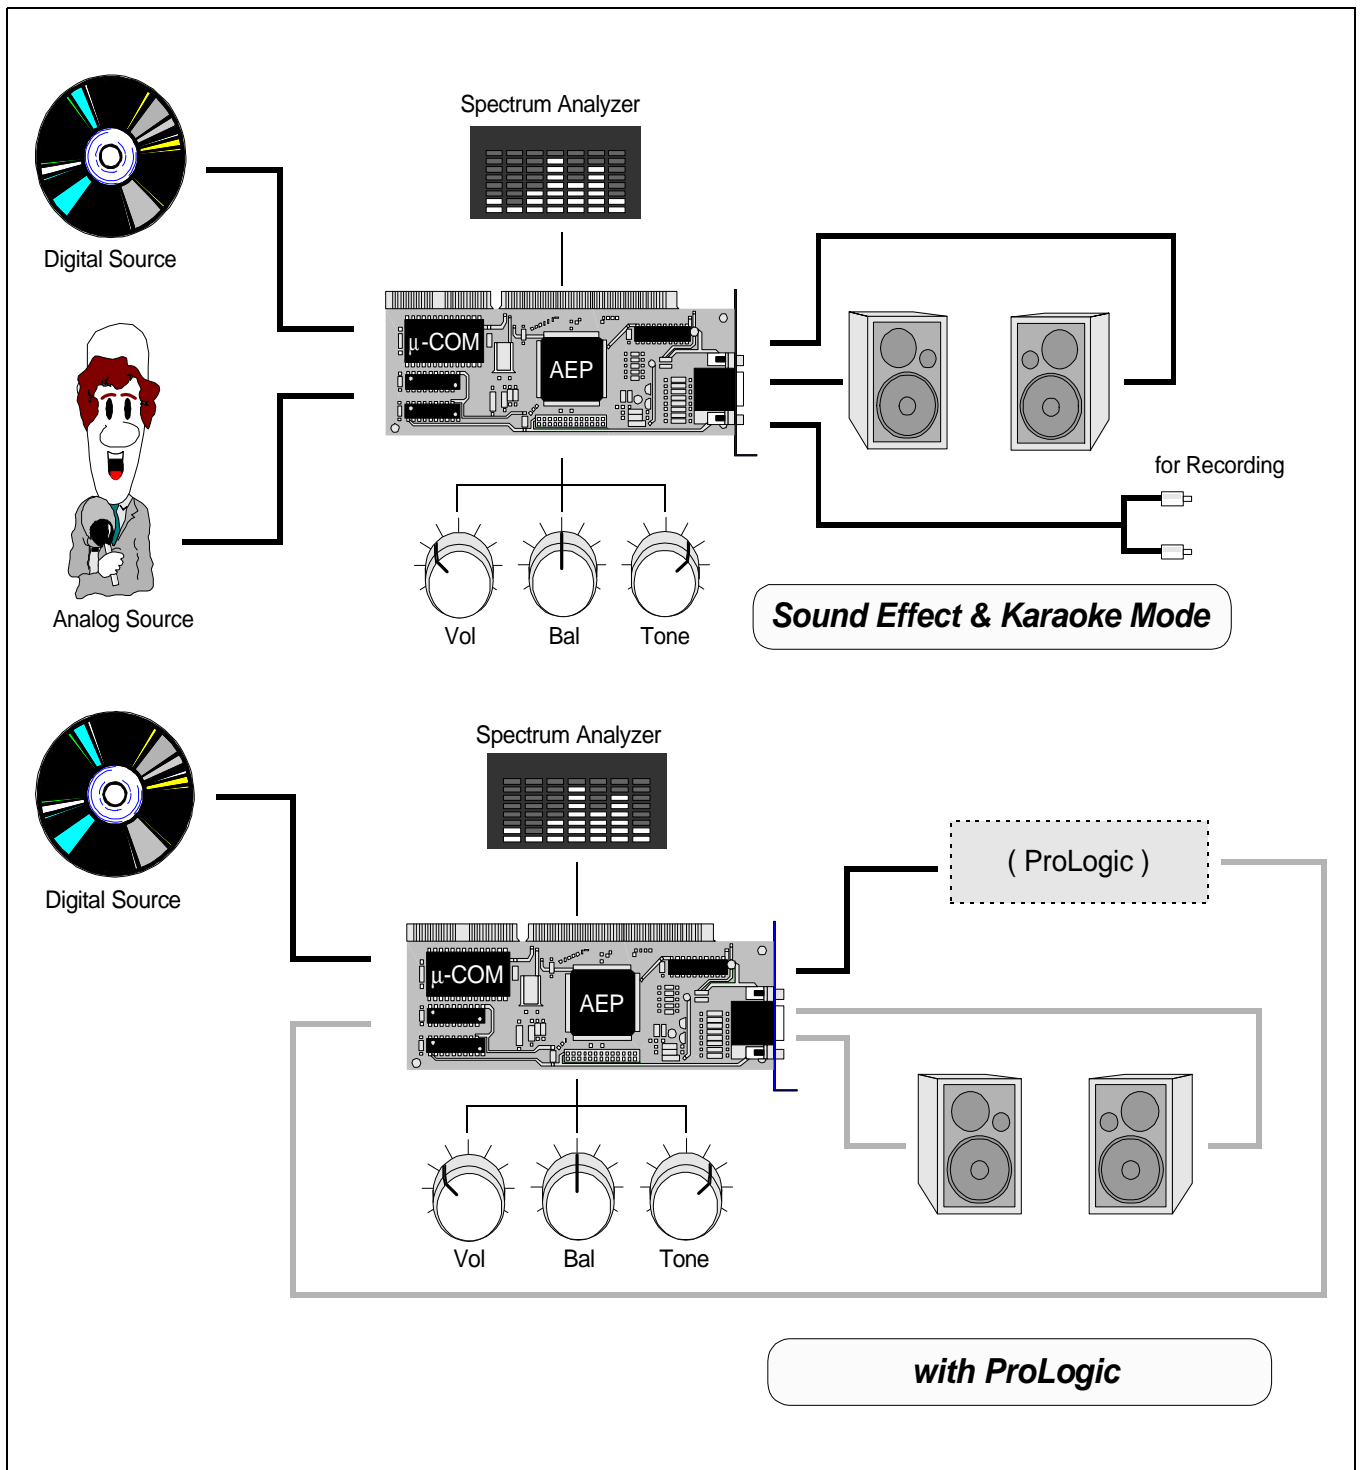 Spectrum Analyzer
Digital Source
μ-COM
AEP
for Recording
Analog Source
Vol
Bal
Tone
Sound Effect & Karaoke Mode
Spectrum Analyzer
( ProLogic )
Digital Source
μ-COM
AEP
Vol
Bal
Tone
with ProLogic